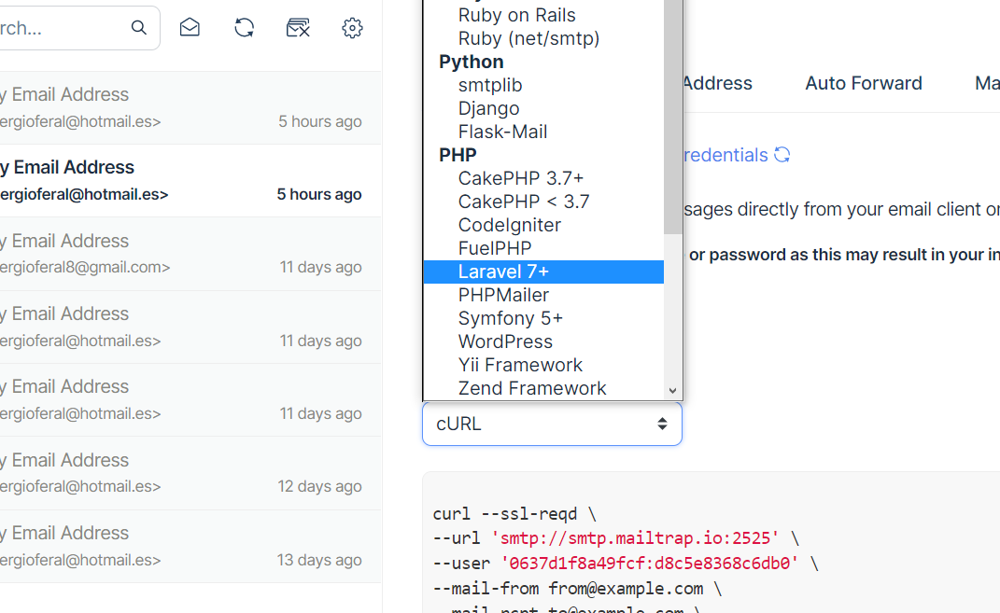 rch...
y Email Address
ergioferal@hotmail.es> 5 hours ago
y Email Address
ergioferal@hotmail.es> 5 hours ago
y Email Address
ergioferal8@gmail.com> 11 days ago
y Email Address
ergioferal@hotmail.es> 11 days ago
y Email Address
ergioferal@hotmail.es> 11 days ago
y Email Address
ergioferal@hotmail.es> 12 days ago
y Email Address
ergioferal@hotmail.es> 13 days ago
Ruby on Rails
Ruby (net/smtp)
Python
smtplib
Django
Flask-Mail
PHP
CakePHP 3.7+
CakePHP < 3.7
CodeIgniter
FuelPHP
Laravel 7+
PHPMailer
Symfony 5+
WordPress
Yii Framework
Zend Framework
cURL
Address Auto Forward Ma
redentials
sages directly from your email client or
or password as this may result in your in
curl --ssl-reqd \
--url 'smtp://smtp.mailtrap.io:2525' \
--user '0637d1f8a49fcf:d8c5e8368c6db0' \
--mail-from from@example.com \
--mail-rcpt to@example.com \